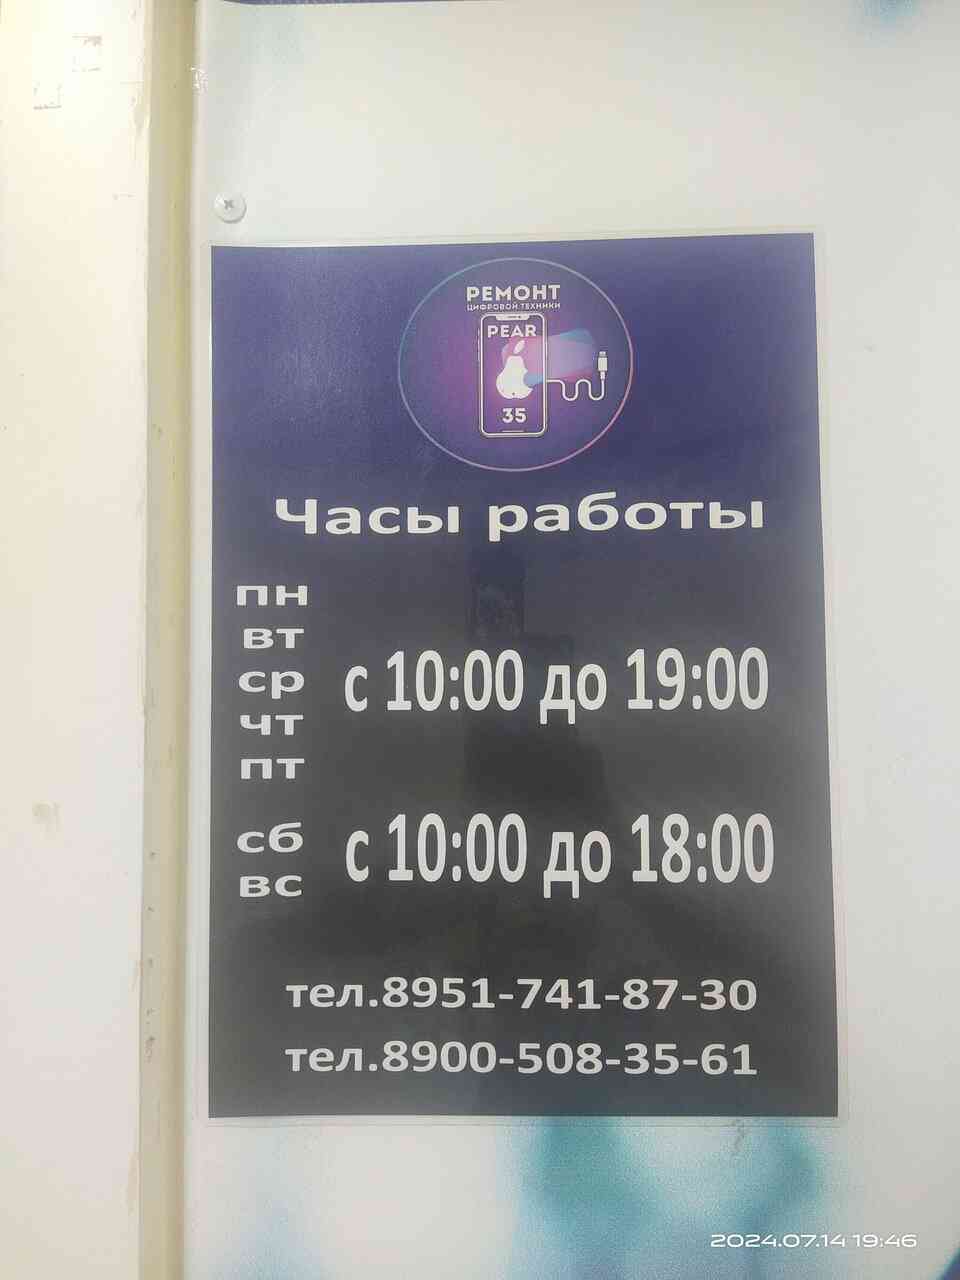 РЕМОНТ
ЦИФРОВОЙ ТЕХНИКИ
PEAR
35
Часы работы
пн
вт
ср
чт
пт
с 10:00 до 19:00
сб
вс
с 10:00 до 18:00
тел.8951-741-87-30
тел.8900-508-35-61
2024.07.14 19:46